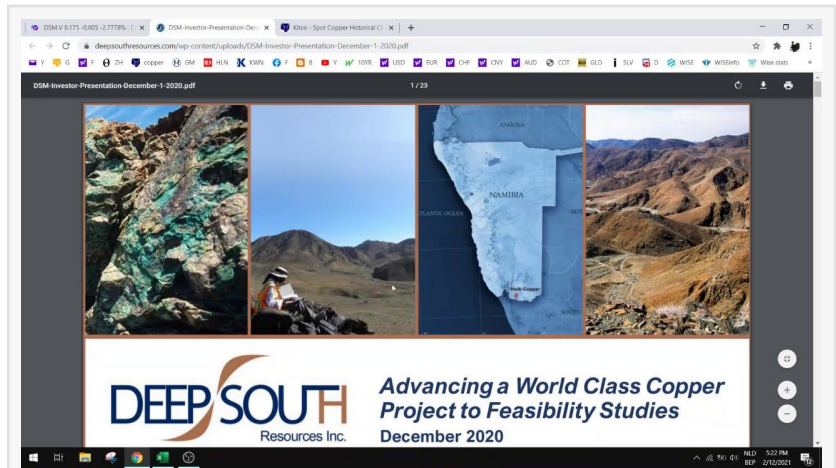 DSM.V 0.175 -0.005 -2.7778% :
DSM-Investor-Presentation-Dec
Kitco - Spot Copper Historical C
deepsouthresources.com/wp-content/uploads/DSM-Investor-Presentation-December-1-2020.pdf
Y G F ZH copper GM HLN KWN F B Y 10YR USD EUR CHF CNY AUD COT GLD SLV D WISE WISEinfo Wise stats
DSM-Investor-Presentation-December-1-2020.pdf
1 / 23
ANGOLA
NAMIBIA
ATLANTIC OCEAN
Haib Copper
SOUTH
DEEP SOUTH
Resources Inc.
Advancing a World Class Copper
Project to Feasibility Studies
December 2020
NLD 5:22 PM
BEP 2/12/2021